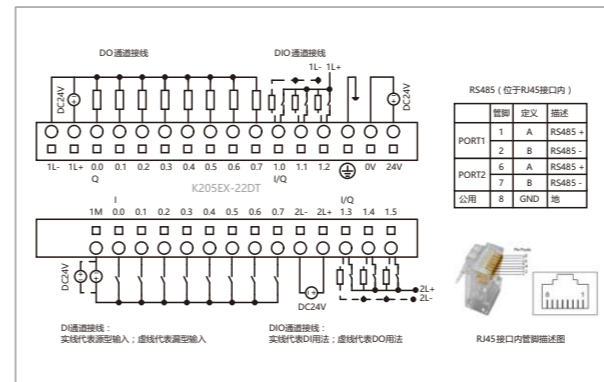 DO通道接线
DIO通道接线
1L- 1L+
DC24V
DC24V
1L- 1L+ 0.0 0.1 0.2 0.3 0.4 0.5 0.6 0.7 1.0 1.1 1.2 0V 24V
Q I/Q
K205EX-22DT
I I/Q
1M 0.0 0.1 0.2 0.3 0.4 0.5 0.6 0.7 2L- 2L+ 1.3 1.4 1.5
DC24V
DC24V
2L+
2L-
DI通道接线：
实线代表源型输入；虚线代表漏型输入
DIO通道接线：
实线代表DI用法；虚线代表DO用法
RS485（位于RJ45接口内）
管脚 定义 描述
PORT1 1 A RS485 +
2 B RS485 -
PORT2 6 A RS485 +
7 B RS485 -
公用 8 GND 地
8 1
RJ45接口内管脚描述图